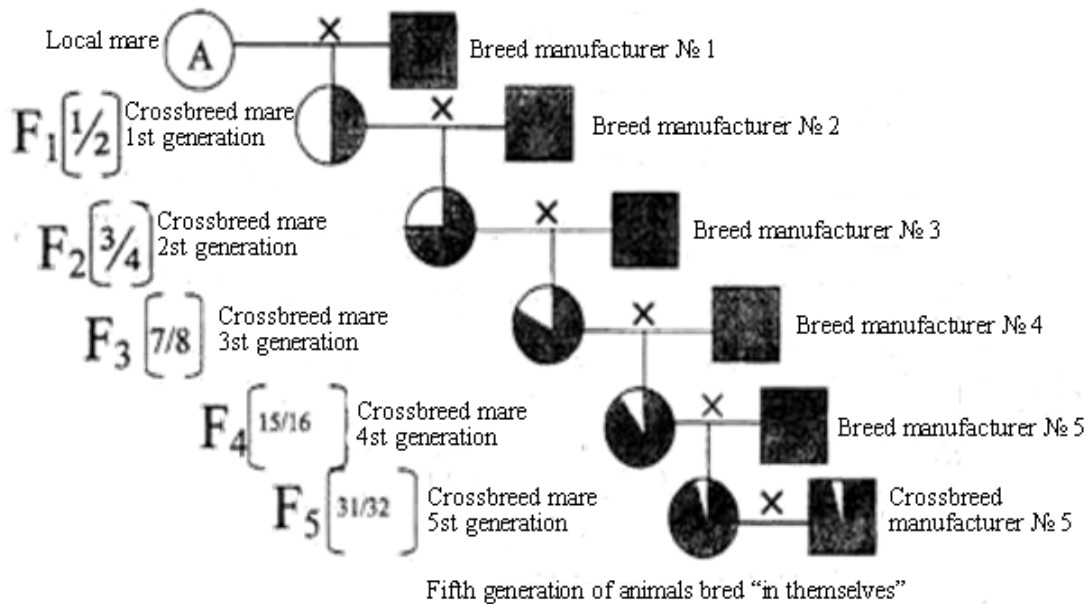 Local mare
A
×
Breed manufacturer № 1
F1 [1/2]
Crossbreed mare
1st generation
×
Breed manufacturer № 2
F2 [3/4]
Crossbreed mare
2st generation
×
Breed manufacturer № 3
F3 [7/8]
Crossbreed mare
3st generation
×
Breed manufacturer № 4
F4 [15/16]
Crossbreed mare
4st generation
×
Breed manufacturer № 5
F5 [31/32]
Crossbreed mare
5st generation
×
Crossbreed
manufacturer № 5
Fifth generation of animals bred “in themselves”